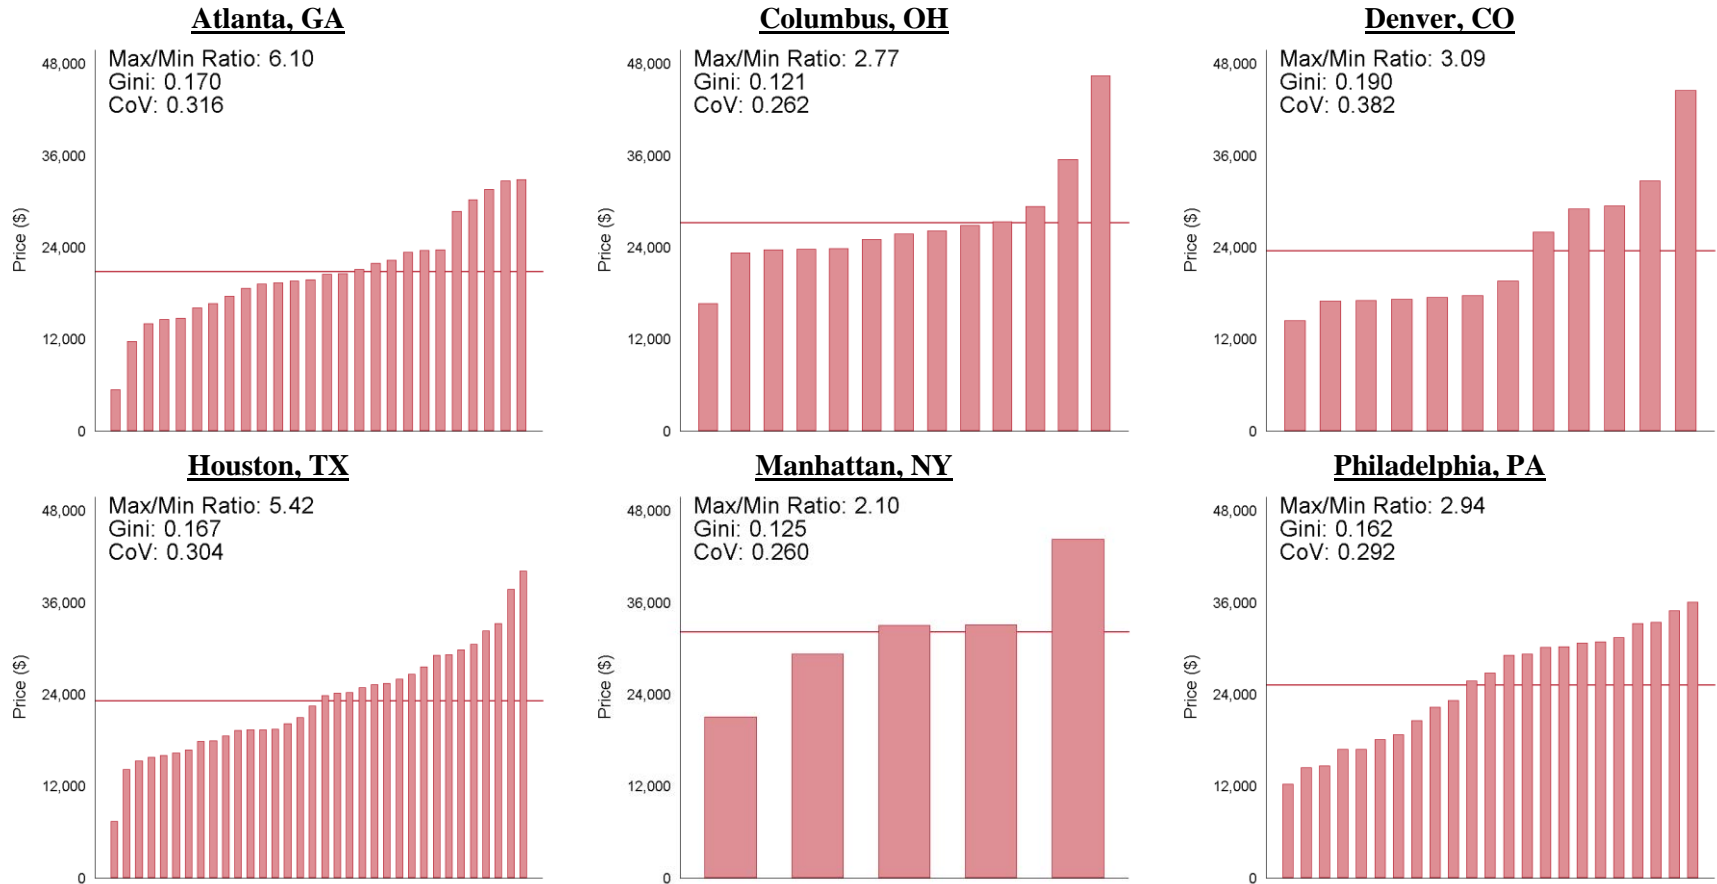 Atlanta, GA
Max/Min Ratio: 6.10
Gini: 0.170
CoV: 0.316
48,000
36,000
24,000
12,000
0
Price ($)
Columbus, OH
Max/Min Ratio: 2.77
Gini: 0.121
CoV: 0.262
48,000
36,000
24,000
12,000
0
Price ($)
Denver, CO
Max/Min Ratio: 3.09
Gini: 0.190
CoV: 0.382
48,000
36,000
24,000
12,000
0
Price ($)
Houston, TX
Max/Min Ratio: 5.42
Gini: 0.167
CoV: 0.304
48,000
36,000
24,000
12,000
0
Price ($)
Manhattan, NY
Max/Min Ratio: 2.10
Gini: 0.125
CoV: 0.260
48,000
36,000
24,000
12,000
0
Price ($)
Philadelphia, PA
Max/Min Ratio: 2.94
Gini: 0.162
CoV: 0.292
48,000
36,000
24,000
12,000
0
Price ($)